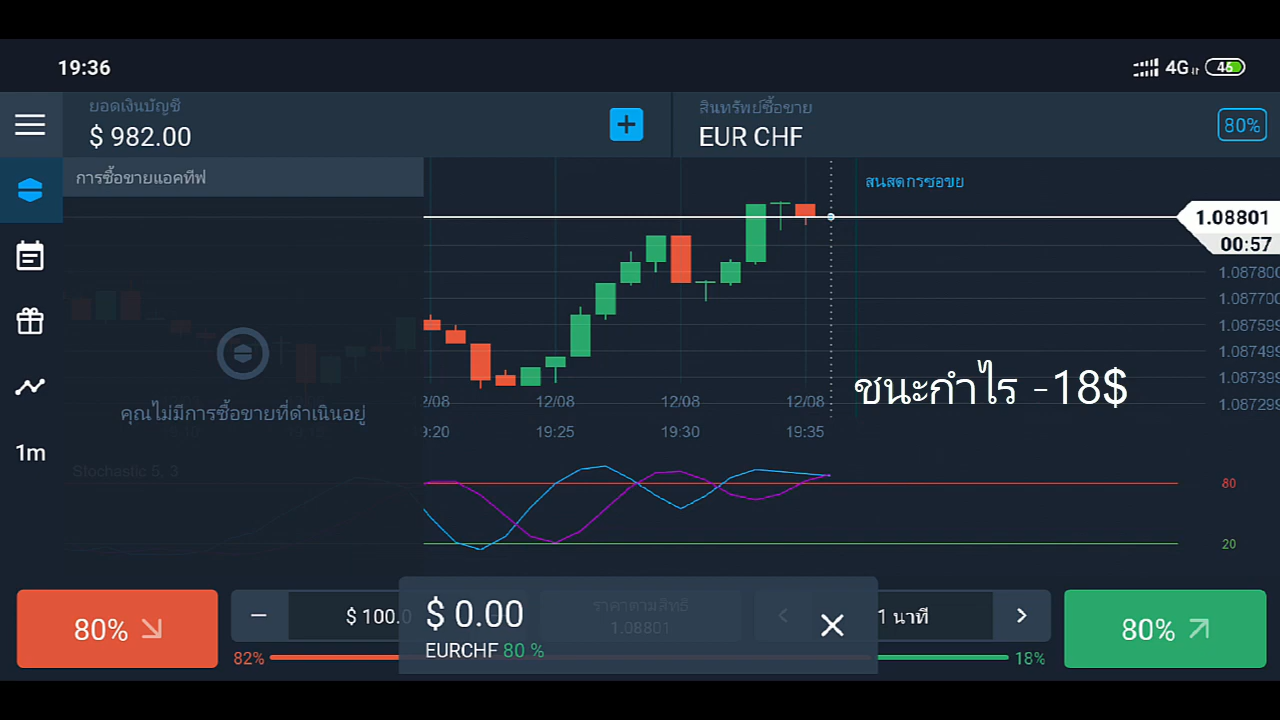 19:36
4G
46
ยอดเงินบัญชี
$ 982.00
+
สินทรัพย์ซื้อขาย
EUR CHF
80%
การซื้อขายแอคทีฟ
สนสดกรซอขย
1.08801
00:57
1.087800
1.087700
1.087599
1.087499
1.087399
1.087299
คุณไม่มีการซื้อขายที่ดำเนินอยู่
ชนะกำไร -18$
2/08
12/08
12/08
12/08
9:20
19:25
19:30
19:35
1m
Stochastic 5, 3
80
20
80%
$ 100.0
$ 0.00
EURCHF 80 %
ราคาตามสิทธิ
1.08801
1 นาที
80%
82%
18%